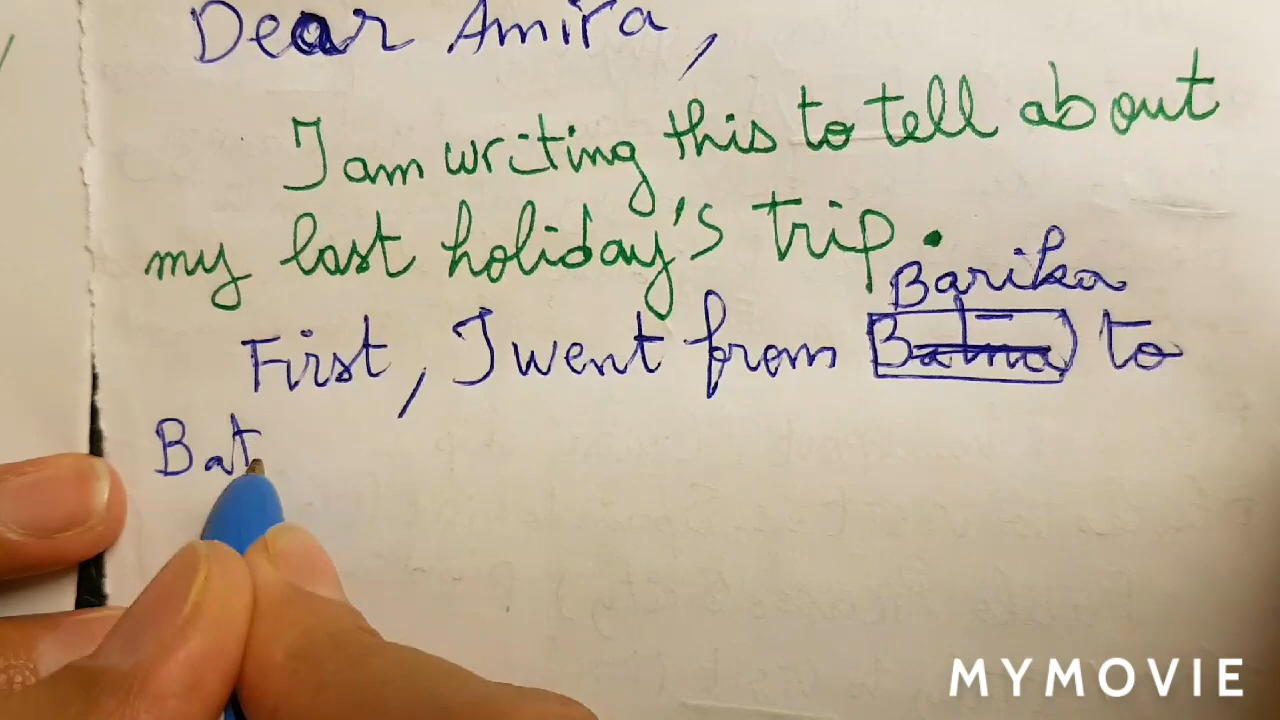 Dear Amira,
I am writing this to tell about
my last holiday's trip.
Barika
First, I went from Batna to
Bat
MYMOVIE